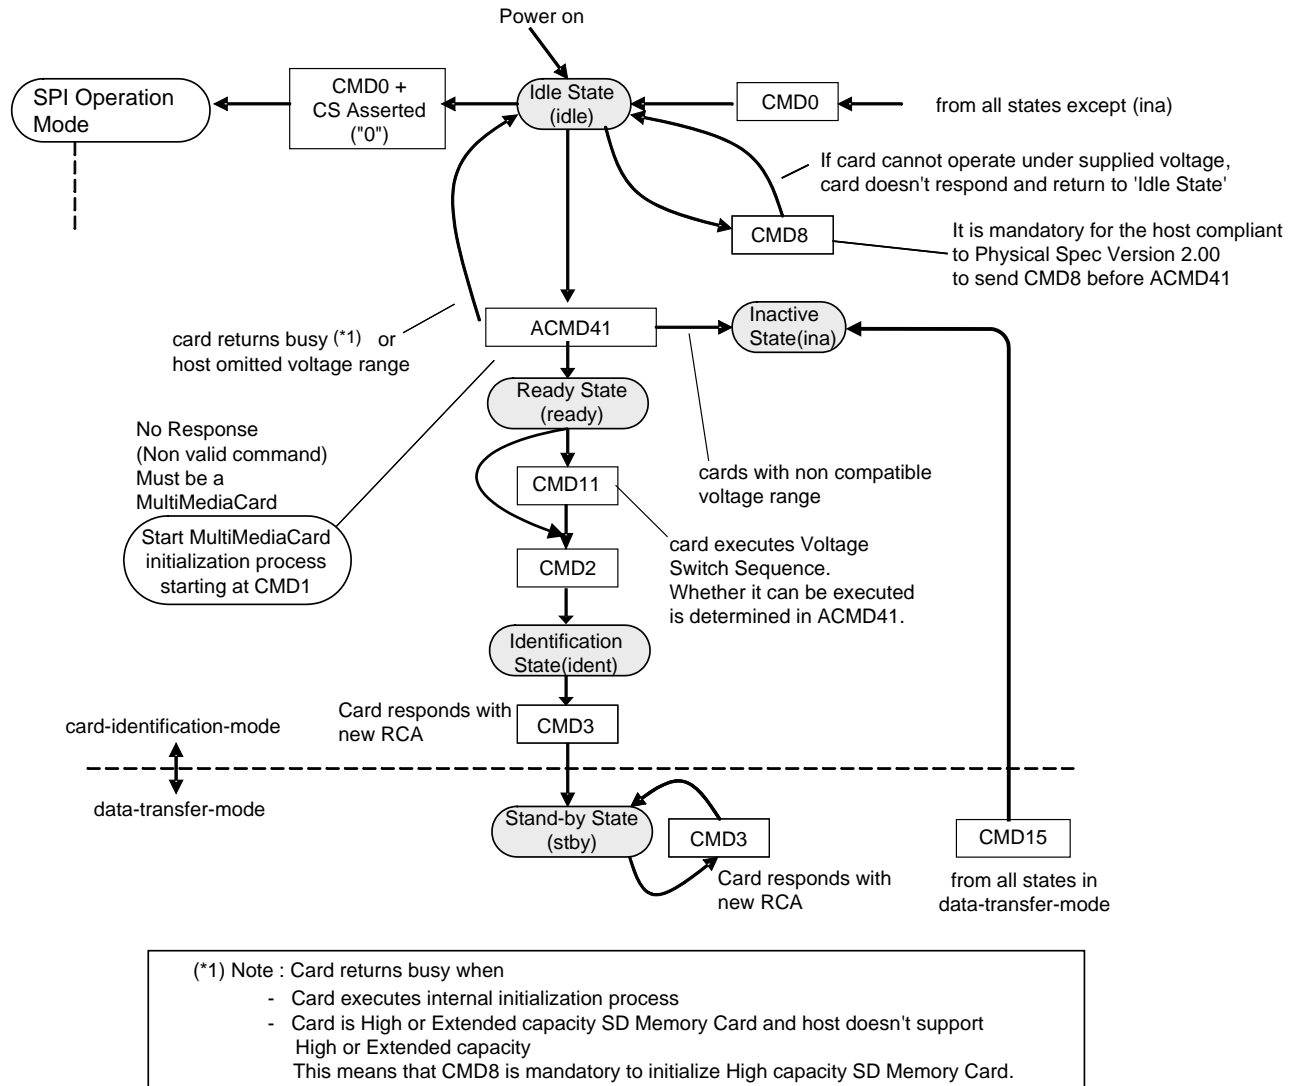 Power on
SPI Operation
Mode
CMD0 +
CS Asserted
("0")
Idle State
(idle)
CMD0
from all states except (ina)
If card cannot operate under supplied voltage,
card doesn't respond and return to 'Idle State'
CMD8
It is mandatory for the host compliant
to Physical Spec Version 2.00
to send CMD8 before ACMD41
card returns busy (*1) or
host omitted voltage range
ACMD41
Inactive
State(ina)
Ready State
(ready)
No Response
(Non valid command)
Must be a
MultiMediaCard
Start MultiMediaCard
initialization process
starting at CMD1
CMD11
cards with non compatible
voltage range
CMD2
card executes Voltage
Switch Sequence.
Whether it can be executed
is determined in ACMD41.
Identification
State(ident)
Card responds with
new RCA
CMD3
card-identification-mode
data-transfer-mode
Stand-by State
(stby)
CMD3
Card responds with
new RCA
CMD15
from all states in
data-transfer-mode
(*1) Note : Card returns busy when
- Card executes internal initialization process
- Card is High or Extended capacity SD Memory Card and host doesn't support
High or Extended capacity
This means that CMD8 is mandatory to initialize High capacity SD Memory Card.